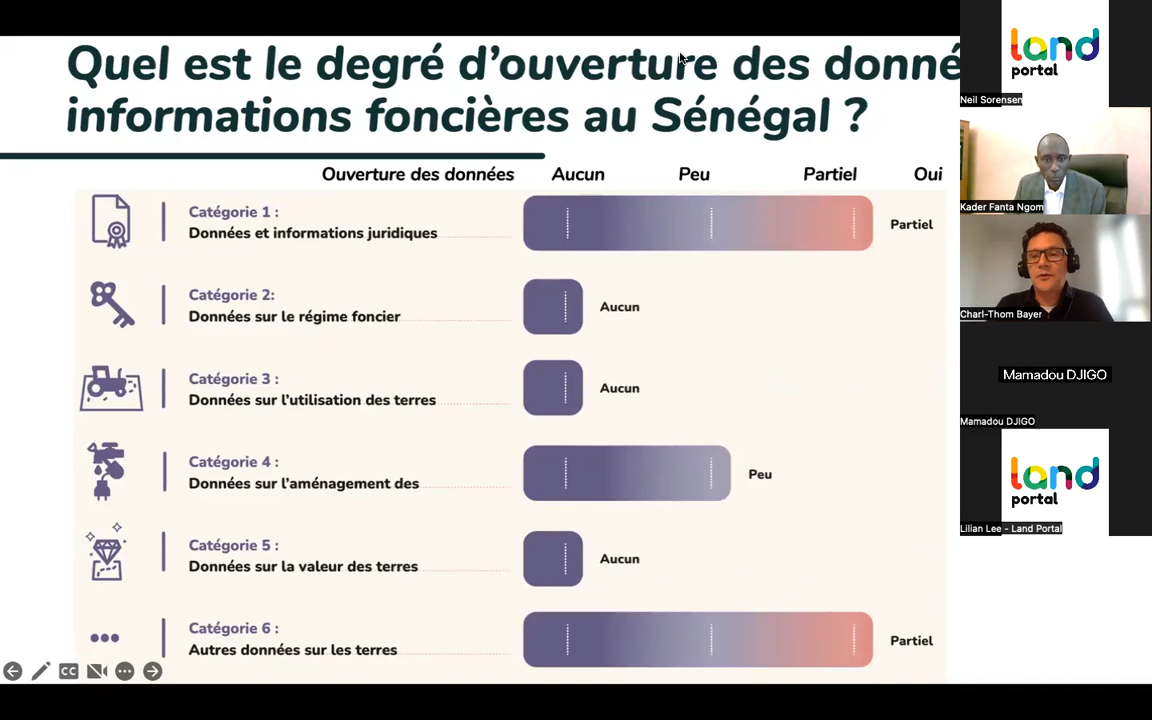 Quel est le degré d'ouverture des donné
informations foncières au Sénégal ?
Ouverture des données Aucun Peu Partiel Oui
Catégorie 1 :
Données et informations juridiques
Partiel
Catégorie 2:
Données sur le régime foncier
Aucun
Catégorie 3 :
Données sur l'utilisation des terres
Aucun
Catégorie 4 :
Données sur l'aménagement des
Peu
Catégorie 5 :
Données sur la valeur des terres
Aucun
Catégorie 6 :
Autres données sur les terres
Partiel
CC
land
portal
Neil Sorensen
Kader Fanta Ngom
Charl-Thom Bayer
Mamadou DJIGO
Mamadou DJIGO
land
portal
Lilian Lee - Land Portal